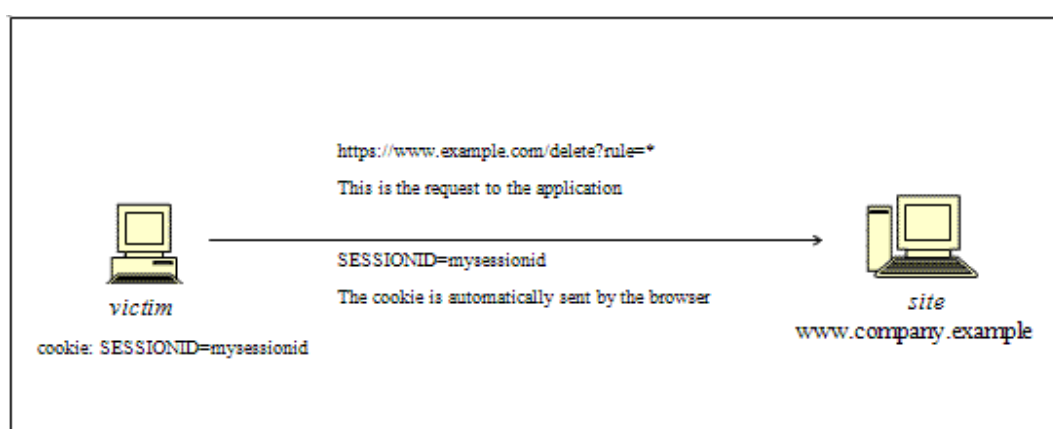 https://www.example.com/delete?rule=*
This is the request to the application
SESSIONID=mysessionid
The cookie is automatically sent by the browser
victim
cookie: SESSIONID=mysessionid
site
www.company.example